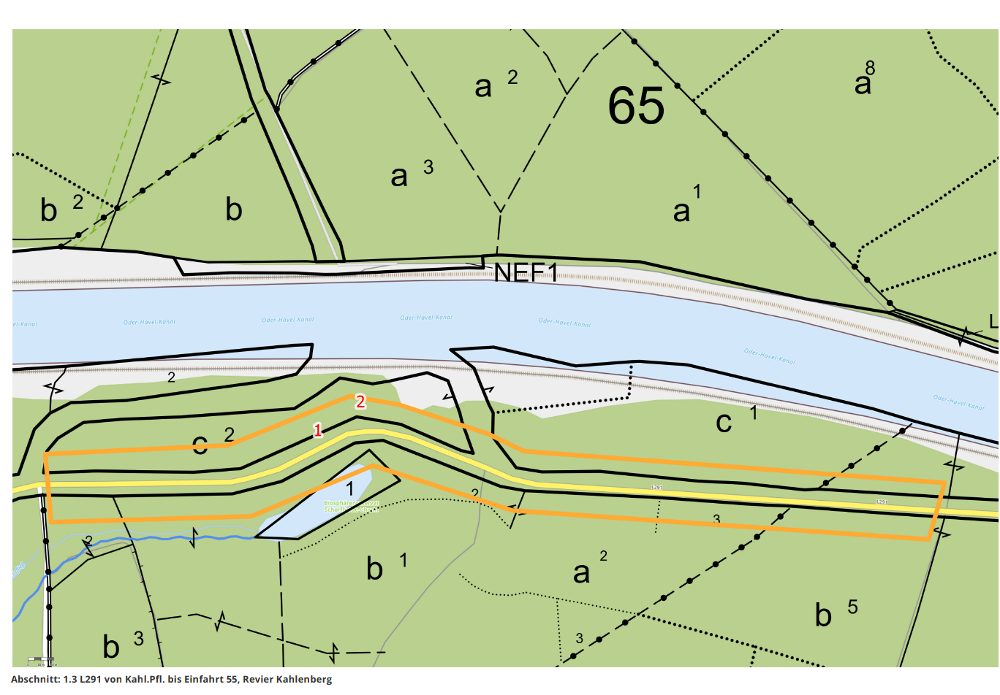 a 2
a 8
65
a 3
b 2
b
a 1
NEF1
L
el-Kanal
Oder-Havel-Kanal
Oder-Havel-Kanal
Oder-Havel-Kanal
Oder-Havel-Kanal
Oder-Havel-Kanal
Oder-Havel-Kanal
2
2
1
c 2
c 1
1
2
L291
L291
3
2
b 1
a 2
b 5
3
b 3
Abschnitt: 1.3 L291 von Kahl.Pfl. bis Einfahrt 55, Revier Kahlenberg